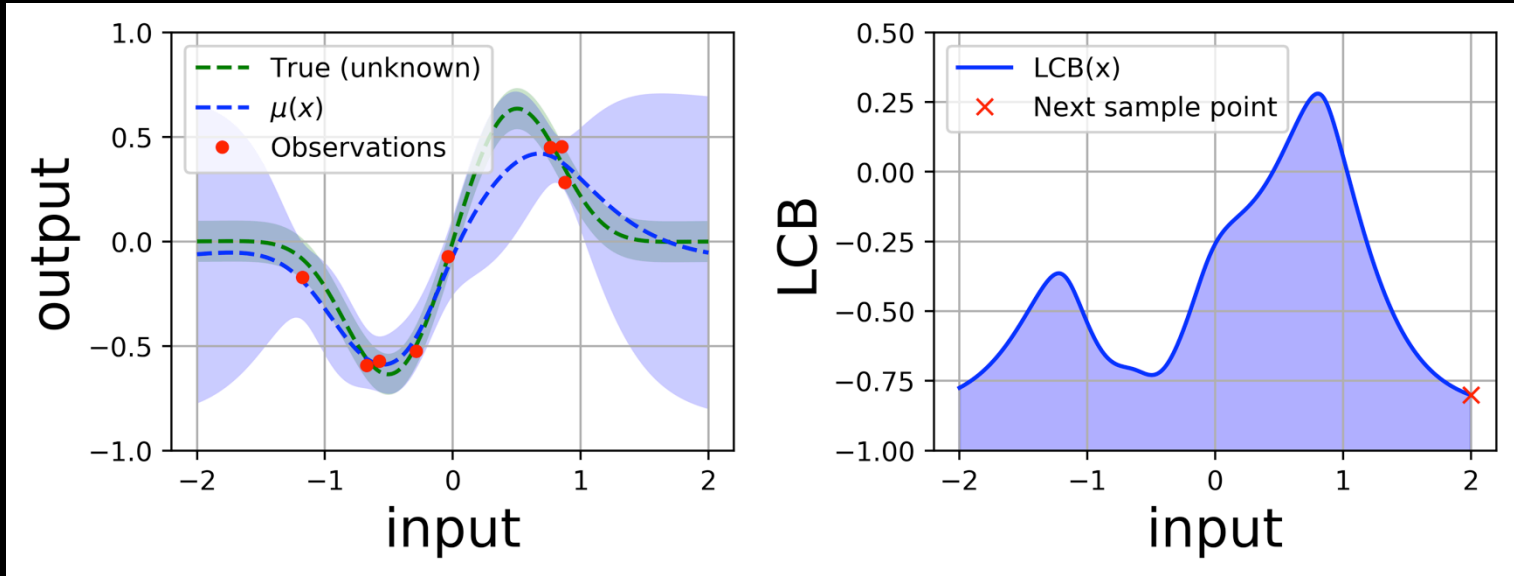 1.0
0.5
0.0
−0.5
−1.0
output
True (unknown)
μ(x)
Observations
−2
−1
0
1
2
input
0.50
0.25
0.00
−0.25
−0.50
−0.75
−1.00
LCB
LCB(x)
Next sample point
−2
−1
0
1
2
input